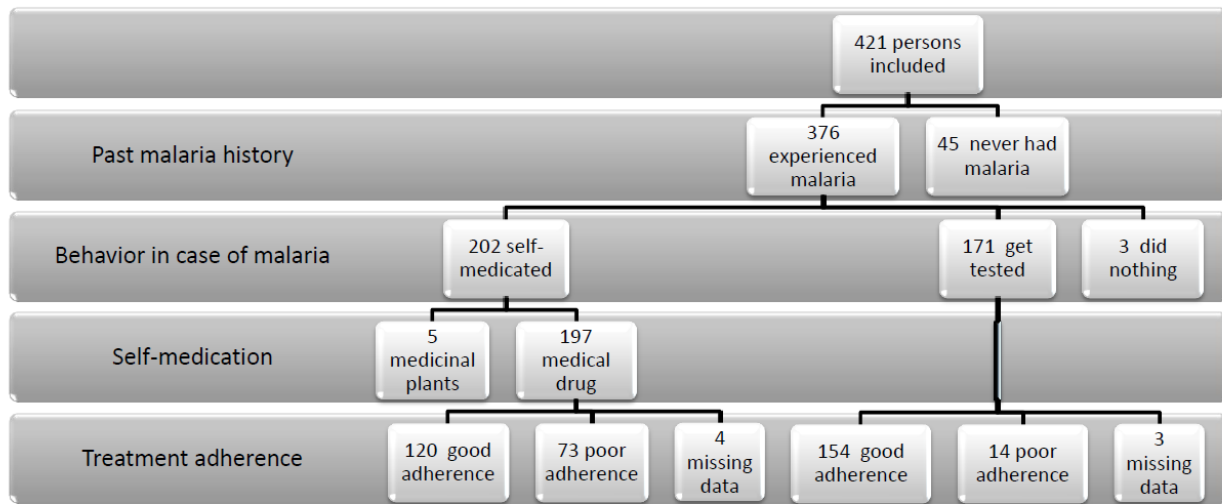 421 persons
included
Past malaria history
376
experienced
malaria
45 never had
malaria
Behavior in case of malaria
202 self-
medicated
171 get
tested
3 did
nothing
Self-medication
5
medicinal
plants
197
medical
drug
Treatment adherence
120 good
adherence
73 poor
adherence
4
missing
data
154 good
adherence
14 poor
adherence
3
missing
data